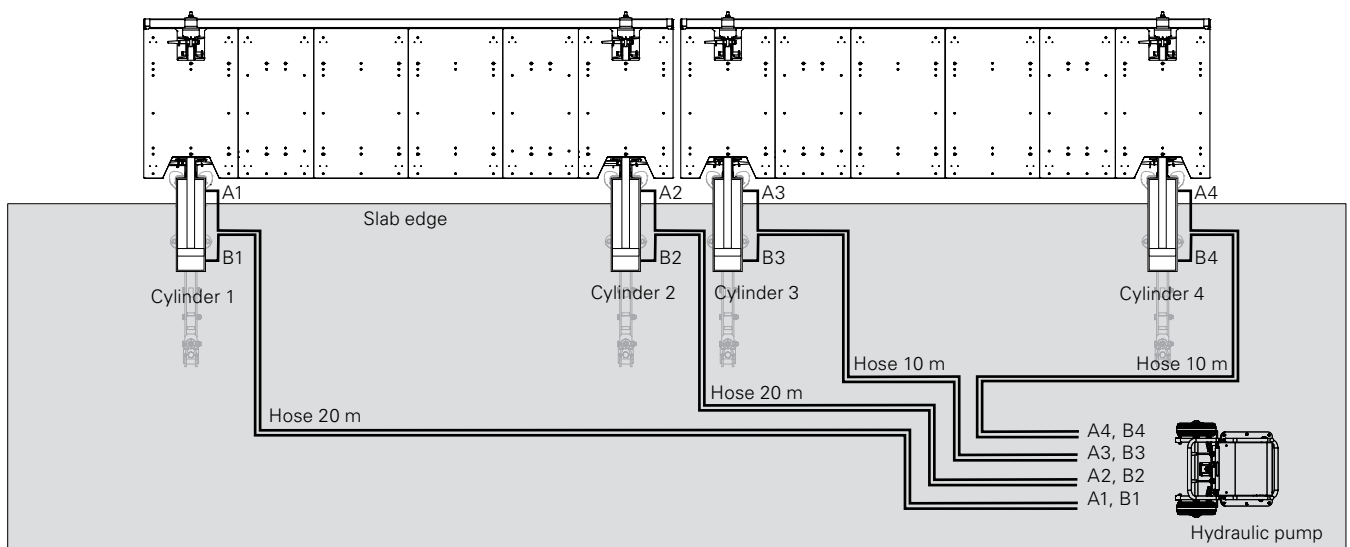 A1
A2
A3
A4
Slab edge
B1
B2
B3
B4
Cylinder 1
Cylinder 2
Cylinder 3
Cylinder 4
Hose 10 m
Hose 10 m
Hose 20 m
Hose 20 m
A4, B4
A3, B3
A2, B2
A1, B1
Hydraulic pump